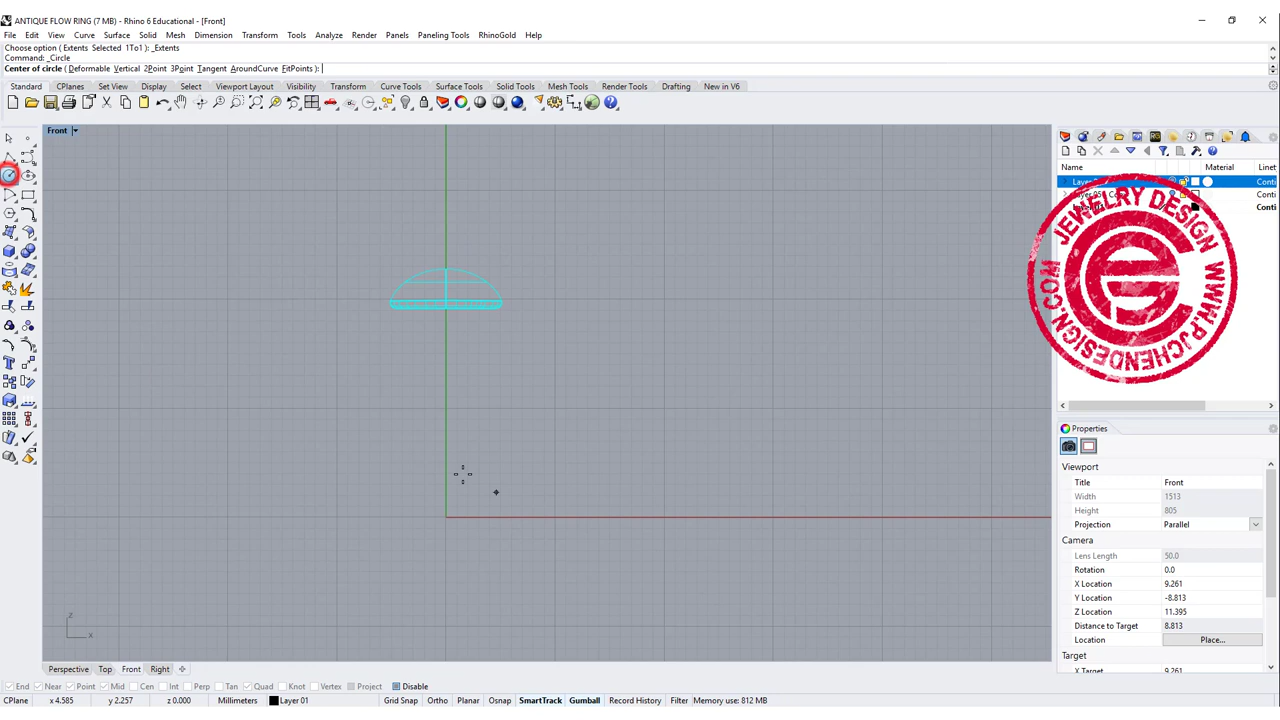 ANTIQUE FLOW RING (7 MB) - Rhino 6 Educational - [Front]
File Edit View Curve Surface Solid Mesh Dimension Transform Tools Analyze Render Panels Paneling Tools RhinoGold Window Help
Choose option ( Extents Selected 1To1 ): _Extents
Command: _Circle
Center of circle ( Deformable Vertical 2Point 3Point Tangent AroundCurve FitPoints ):
Standard CPlanes Set View Display Select Viewport Layout Visibility Transform Curve Tools Surface Tools Solid Tools Mesh Tools Render Tools Drafting New in V6
Front
Name Material Linet
Conti
Conti
Conti
JEWELRY DESIGN
WWW.PJCHENDESIGN.COM
Properties
Viewport
Title Front
Width 1513
Height 805
Projection Parallel
Camera
Lens Length 50.0
Rotation 0.0
X Location 9.261
Y Location -8.813
Z Location 11.395
Distance to Target 8.813
Location Place...
Target
X Target 9.261
z
x
Perspective Top Front Right
End Near Point Mid Cen Int Perp Tan Quad Knot Vertex Project Disable
CPlane x 4.585 y 2.257 z 0.000 Millimeters Layer 01 Grid Snap Ortho Planar Osnap SmartTrack Gumball Record History Filter Memory use: 812 MB